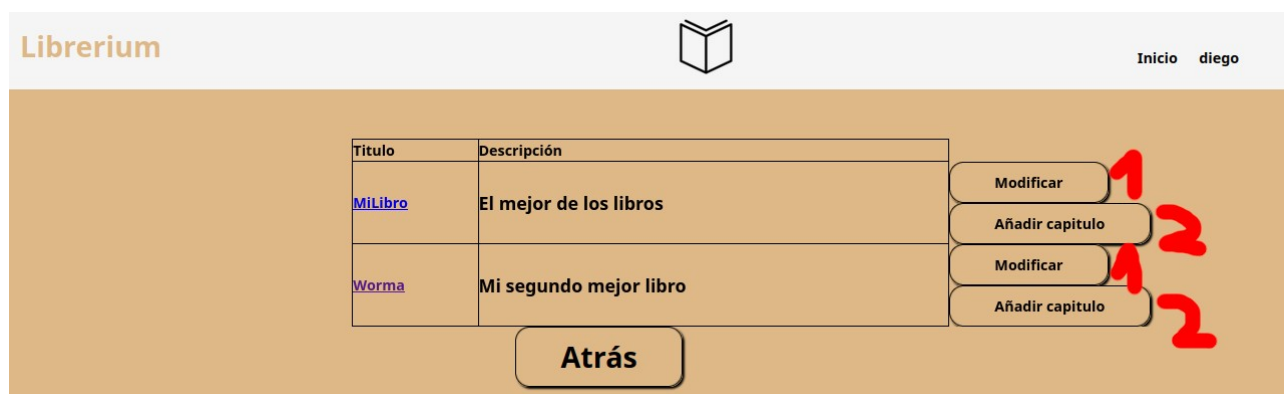 Librerium
Inicio diego
Titulo Descripción
MiLibro El mejor de los libros
Modificar 1
Añadir capitulo 2
Worma Mi segundo mejor libro
Modificar 1
Añadir capitulo 2
Atrás